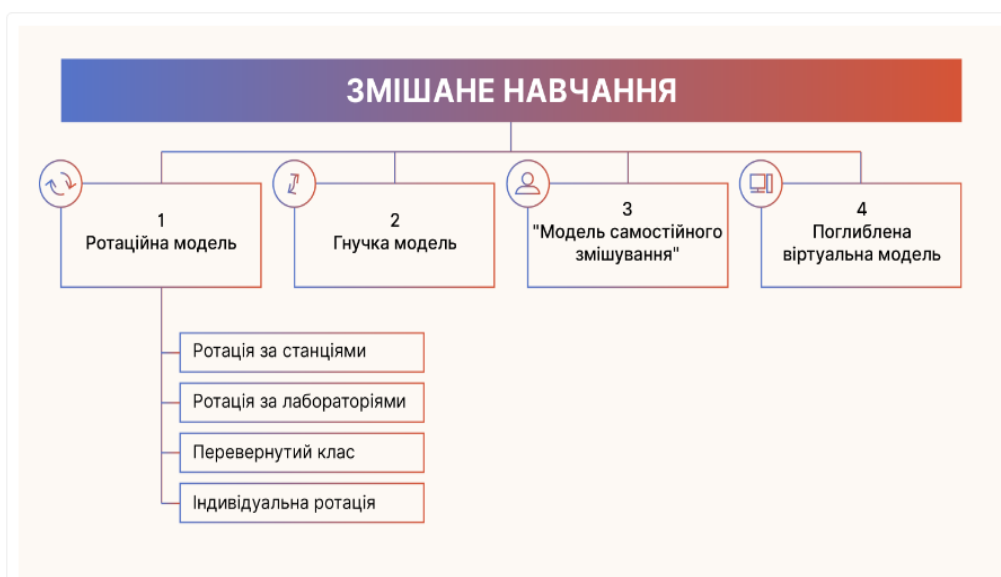 ЗМІШАНЕ НАВЧАННЯ
1
Ротаційна модель
2
Гнучка модель
3
"Модель самостійного
змішування"
4
Поглиблена
віртуальна модель
Ротація за станціями
Ротація за лабораторіями
Перевернутий клас
Індивідуальна ротація